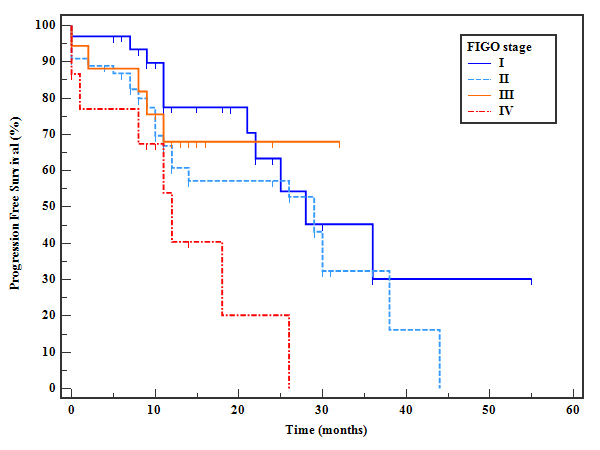 100
90
80
70
60
50
40
30
20
10
0
Progression Free Survival (%)
0 10 20 30 40 50 60
Time (months)
FIGO stage
I
II
III
IV